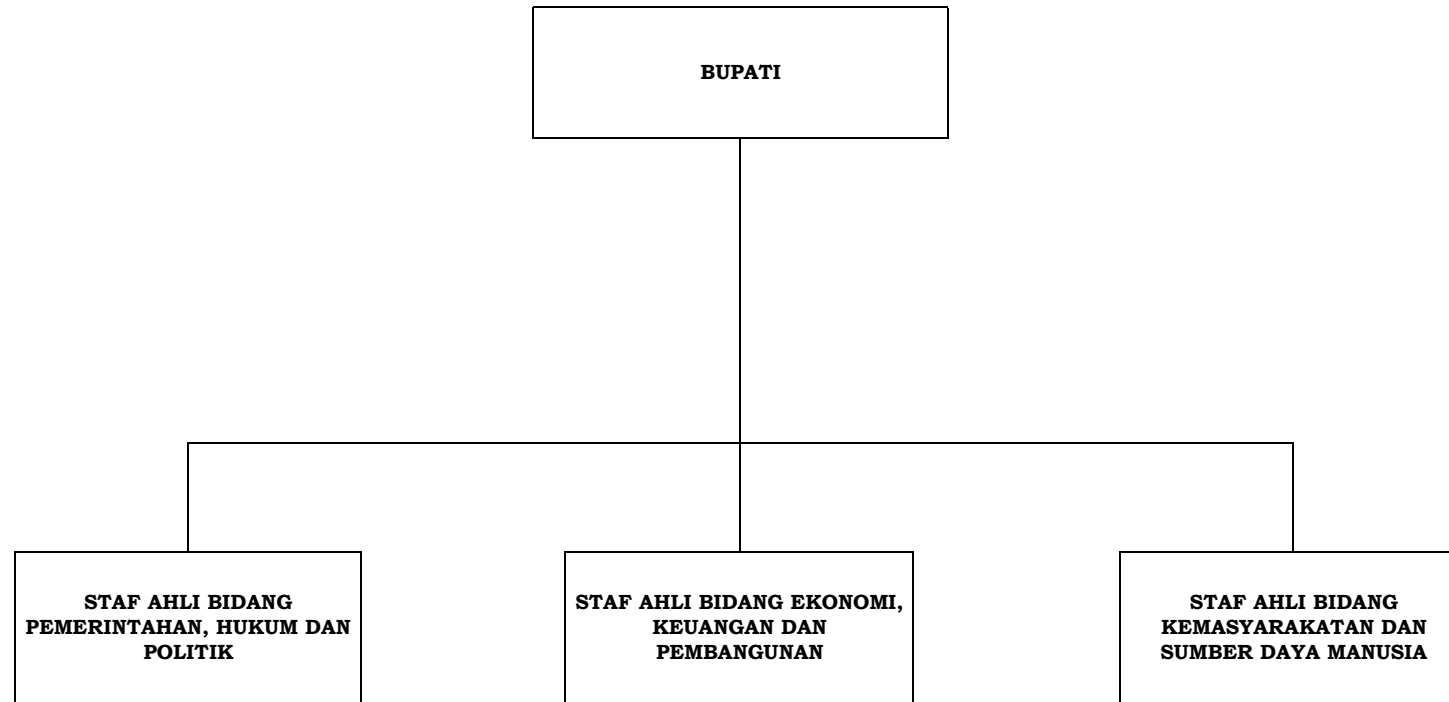 BUPATI
STAF AHLI BIDANG
PEMERINTAHAN, HUKUM DAN
POLITIK
STAF AHLI BIDANG EKONOMI,
KEUANGAN DAN
PEMBANGUNAN
STAF AHLI BIDANG
KEMASYARAKATAN DAN
SUMBER DAYA MANUSIA